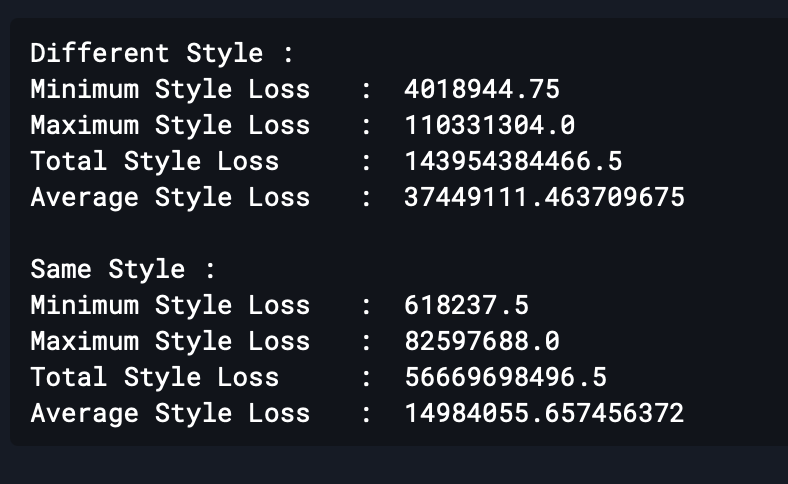 Different Style :
Minimum Style Loss : 4018944.75
Maximum Style Loss : 110331304.0
Total Style Loss : 143954384466.5
Average Style Loss : 37449111.463709675
Same Style :
Minimum Style Loss : 618237.5
Maximum Style Loss : 82597688.0
Total Style Loss : 56669698496.5
Average Style Loss : 14984055.657456372